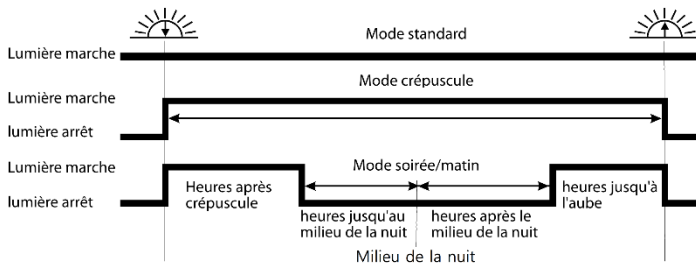 Mode standard
Lumière marche
Mode crépuscule
Lumière marche
lumière arrêt
Lumière marche
Mode soirée/matin
Heures après
crépuscule
heures jusqu'à
l'aube
lumière arrêt
heures jusqu'au
milieu de la nuit
heures après le
milieu de la nuit
Milieu de la nuit